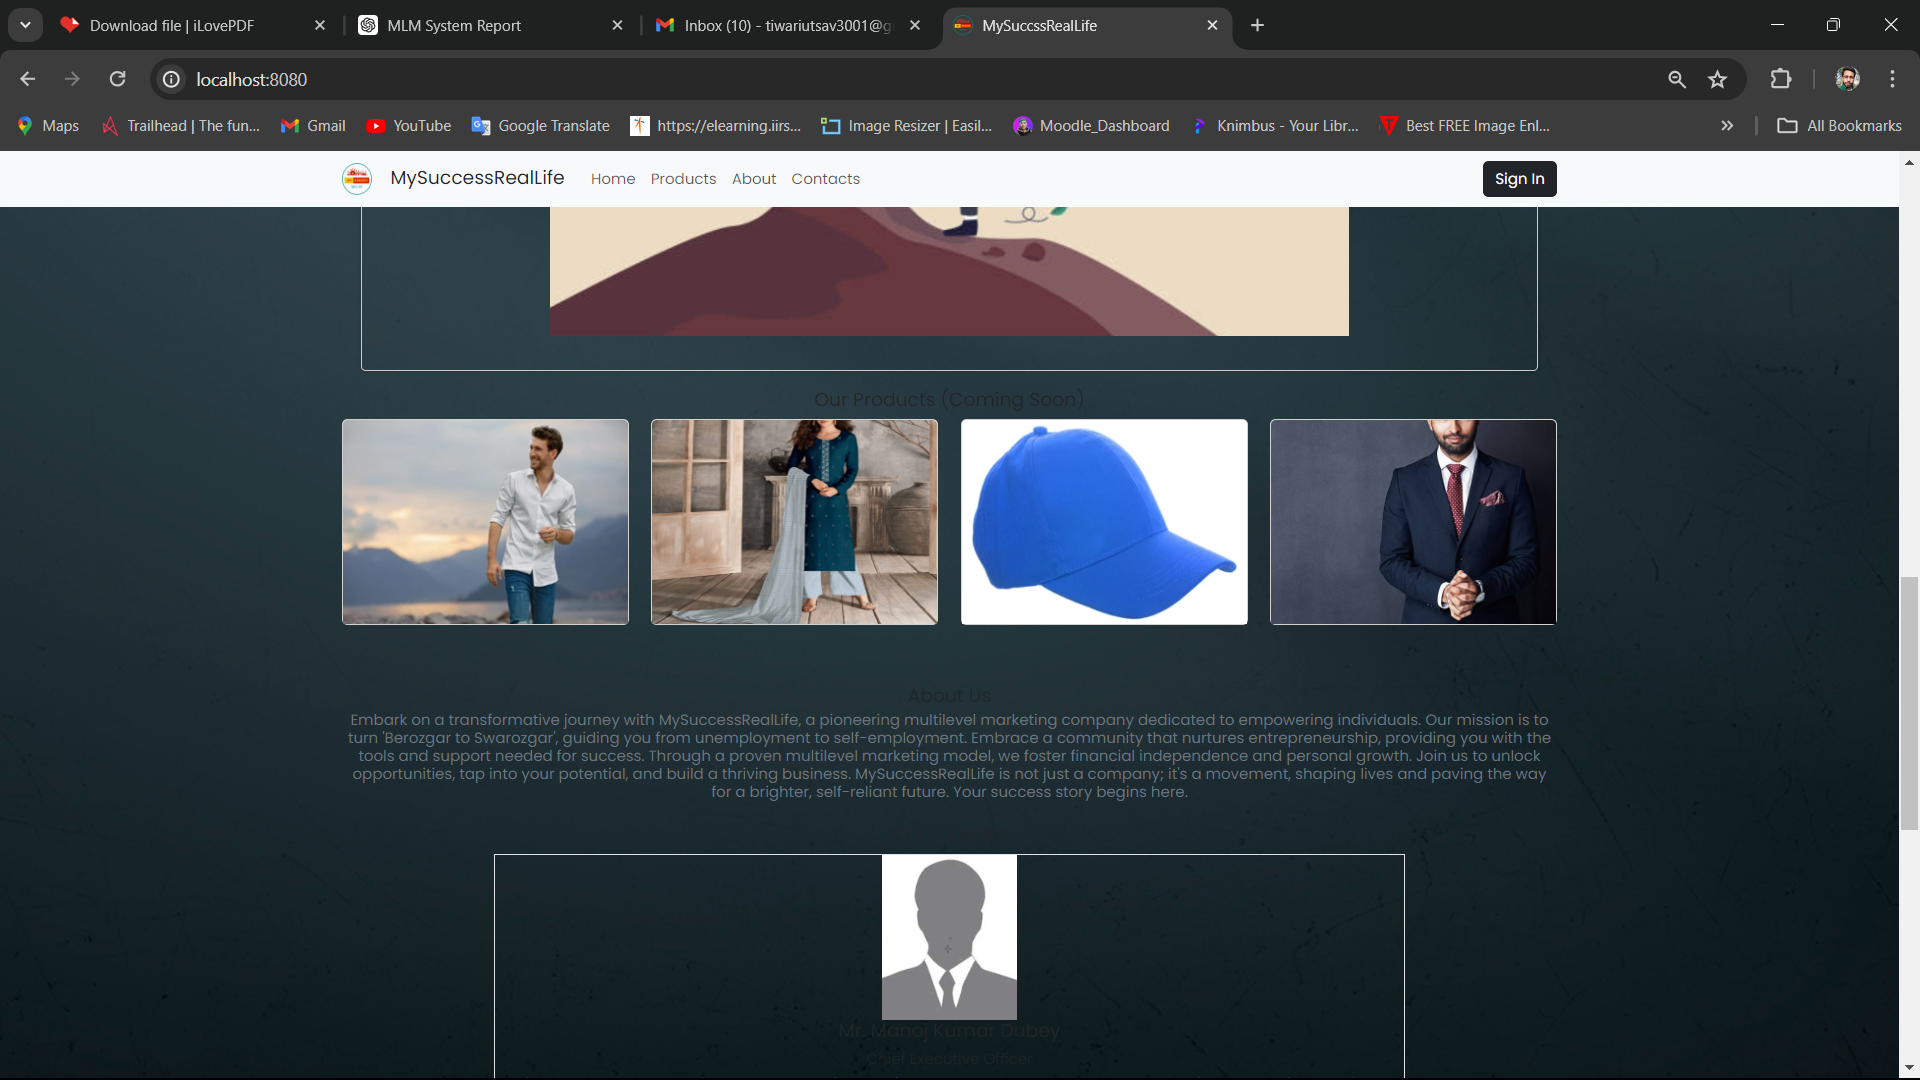 Download file | iLovePDF
MLM System Report
Inbox (10) - tiwariutsav3001@g
MySuccssRealLife
localhost:8080
Maps
Trailhead | The fun...
Gmail
YouTube
Google Translate
https://elearning.iirs...
Image Resizer | Easil...
Moodle_Dashboard
Knimbus - Your Libr...
Best FREE Image Enl...
All Bookmarks
MySuccessRealLife
Home
Products
About
Contacts
Sign In
Our Products (Coming Soon)
About Us
Embark on a transformative journey with MySuccessRealLife, a pioneering multilevel marketing company dedicated to empowering individuals. Our mission is to
turn 'Berozgar to Swarozgar', guiding you from unemployment to self-employment. Embrace a community that nurtures entrepreneurship, providing you with the
tools and support needed for success. Through a proven multilevel marketing model, we foster financial independence and personal growth. Join us to unlock
opportunities, tap into your potential, and build a thriving business. MySuccessRealLife is not just a company; it's a movement, shaping lives and paving the way
for a brighter, self-reliant future. Your success story begins here.
Mr. Manoj Kumar Dubey
Chief Executive Officer